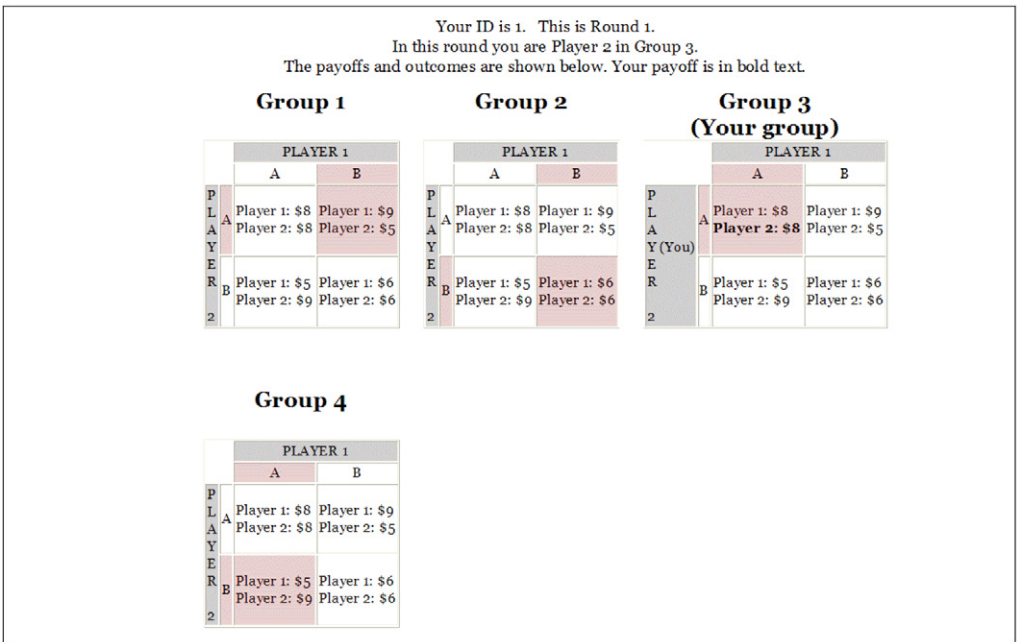 Your ID is 1. This is Round 1.
In this round you are Player 2 in Group 3.
The payoffs and outcomes are shown below. Your payoff is in bold text.
Group 1
PLAYER 1
A B
PLAYER 2
A
Player 1: $8 Player 1: $9
Player 2: $8 Player 2: $5
B
Player 1: $5 Player 1: $6
Player 2: $9 Player 2: $6
Group 2
PLAYER 1
A B
PLAYER 2
A
Player 1: $8 Player 1: $9
Player 2: $8 Player 2: $5
B
Player 1: $5 Player 1: $6
Player 2: $9 Player 2: $6
Group 3
(Your group)
PLAYER 1
A B
PLAYER 2
(You)
A
Player 1: $8 Player 1: $9
Player 2: $8 Player 2: $5
B
Player 1: $5 Player 1: $6
Player 2: $9 Player 2: $6
Group 4
PLAYER 1
A B
PLAYER 2
A
Player 1: $8 Player 1: $9
Player 2: $8 Player 2: $5
B
Player 1: $5 Player 1: $6
Player 2: $9 Player 2: $6